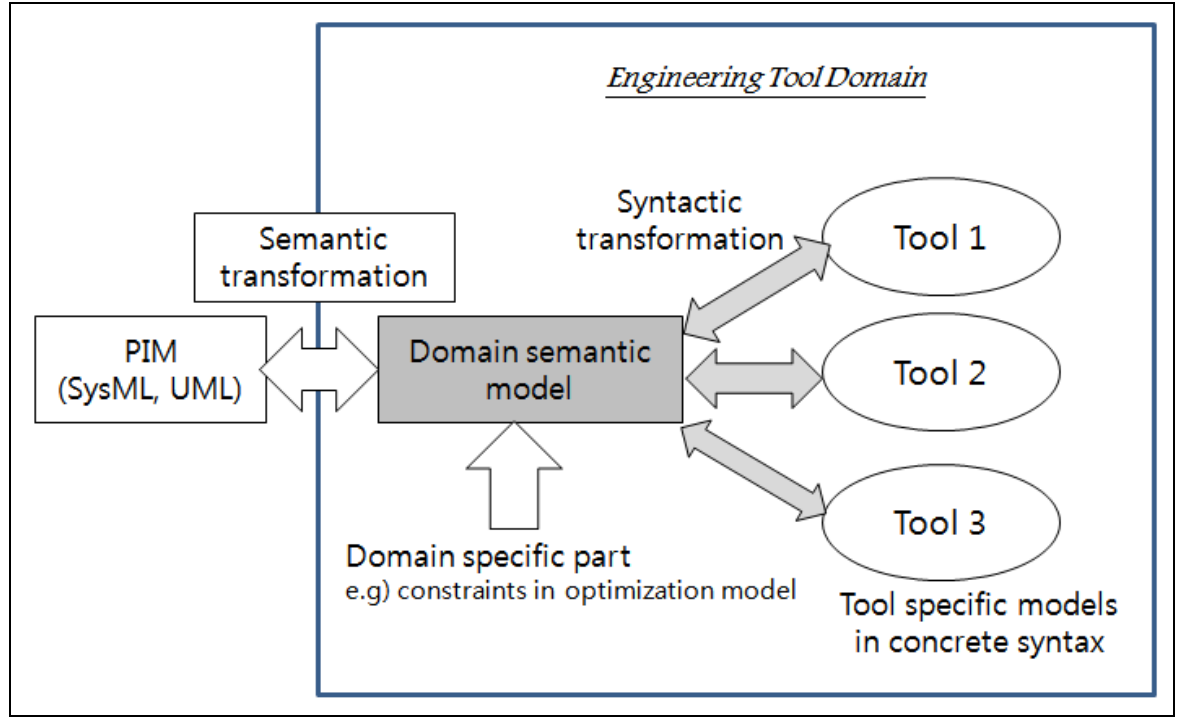 Engineering Tool Domain
Syntactic
transformation
Tool 1
Semantic
transformation
PIM
(SysML, UML)
Domain semantic
model
Tool 2
Tool 3
Domain specific part
e.g) constraints in optimization model
Tool specific models
in concrete syntax